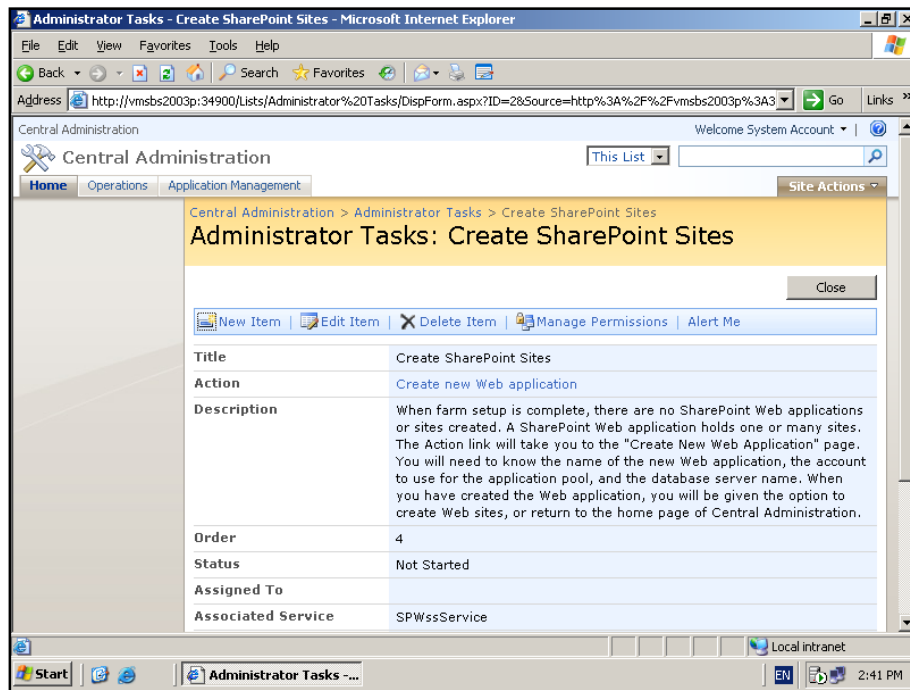 Administrator Tasks - Create SharePoint Sites - Microsoft Internet Explorer
File Edit View Favorites Tools Help
Back Search Favorites
Address http://vmsbs2003p:34900/Lists/Administrator%20Tasks/DispForm.aspx?ID=2&Source=http%3A%2F%2Fvmsbs2003p%3A3 Go Links »
Central Administration Welcome System Account
Central Administration This List
Home Operations Application Management Site Actions
Central Administration > Administrator Tasks > Create SharePoint Sites
Administrator Tasks: Create SharePoint Sites
Close
New Item | Edit Item | Delete Item | Manage Permissions | Alert Me
Title Create SharePoint Sites
Action Create new Web application
Description When farm setup is complete, there are no SharePoint Web applications
or sites created. A SharePoint Web application holds one or many sites.
The Action link will take you to the "Create New Web Application" page.
You will need to know the name of the new Web application, the account
to use for the application pool, and the database server name. When
you have created the Web application, you will be given the option to
create Web sites, or return to the home page of Central Administration.
Order 4
Status Not Started
Assigned To
Associated Service SPWssService
Local intranet
Start Administrator Tasks -... EN 2:41 PM